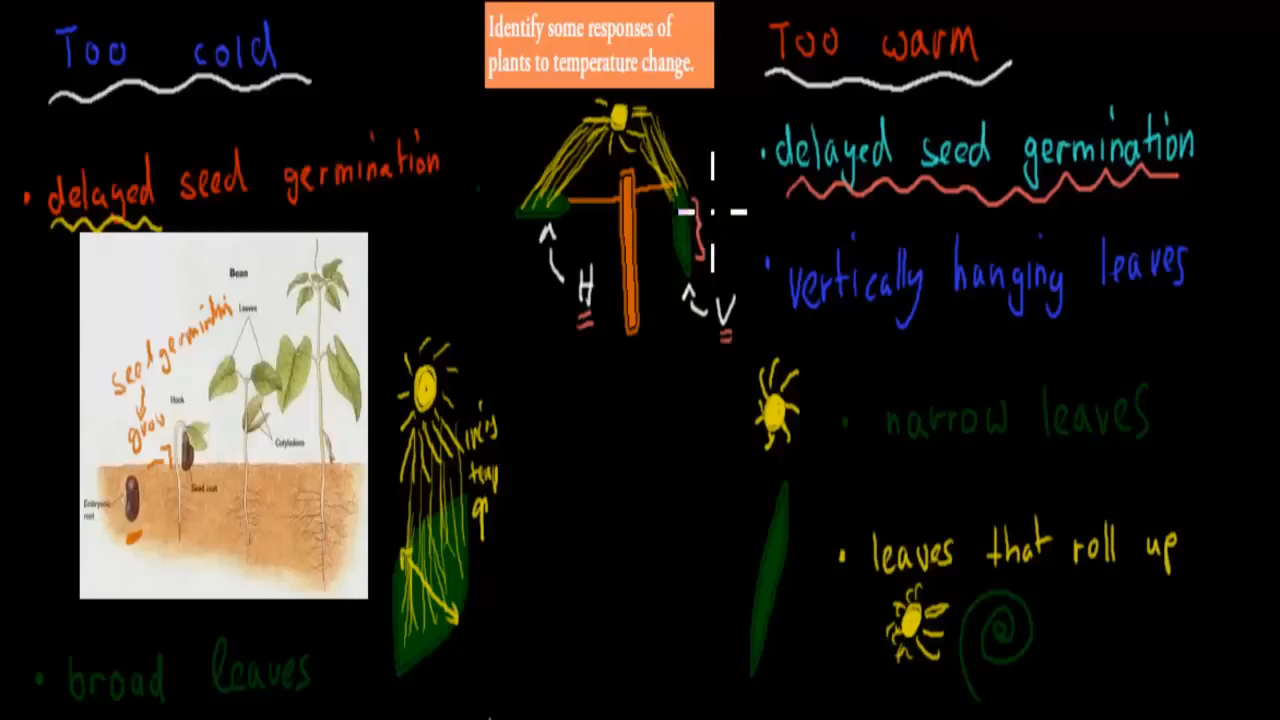 Too cold
Identify some responses of
plants to temperature change.
Too warm
• delayed seed germination
• delayed seed germination
• vertically hanging leaves
H
V
Bean
Leaves
seed germination
grow
Hook
Cotyledons
Seed coat
Embryonic
root
temp
• narrow leaves
• leaves that roll up
• broad leaves